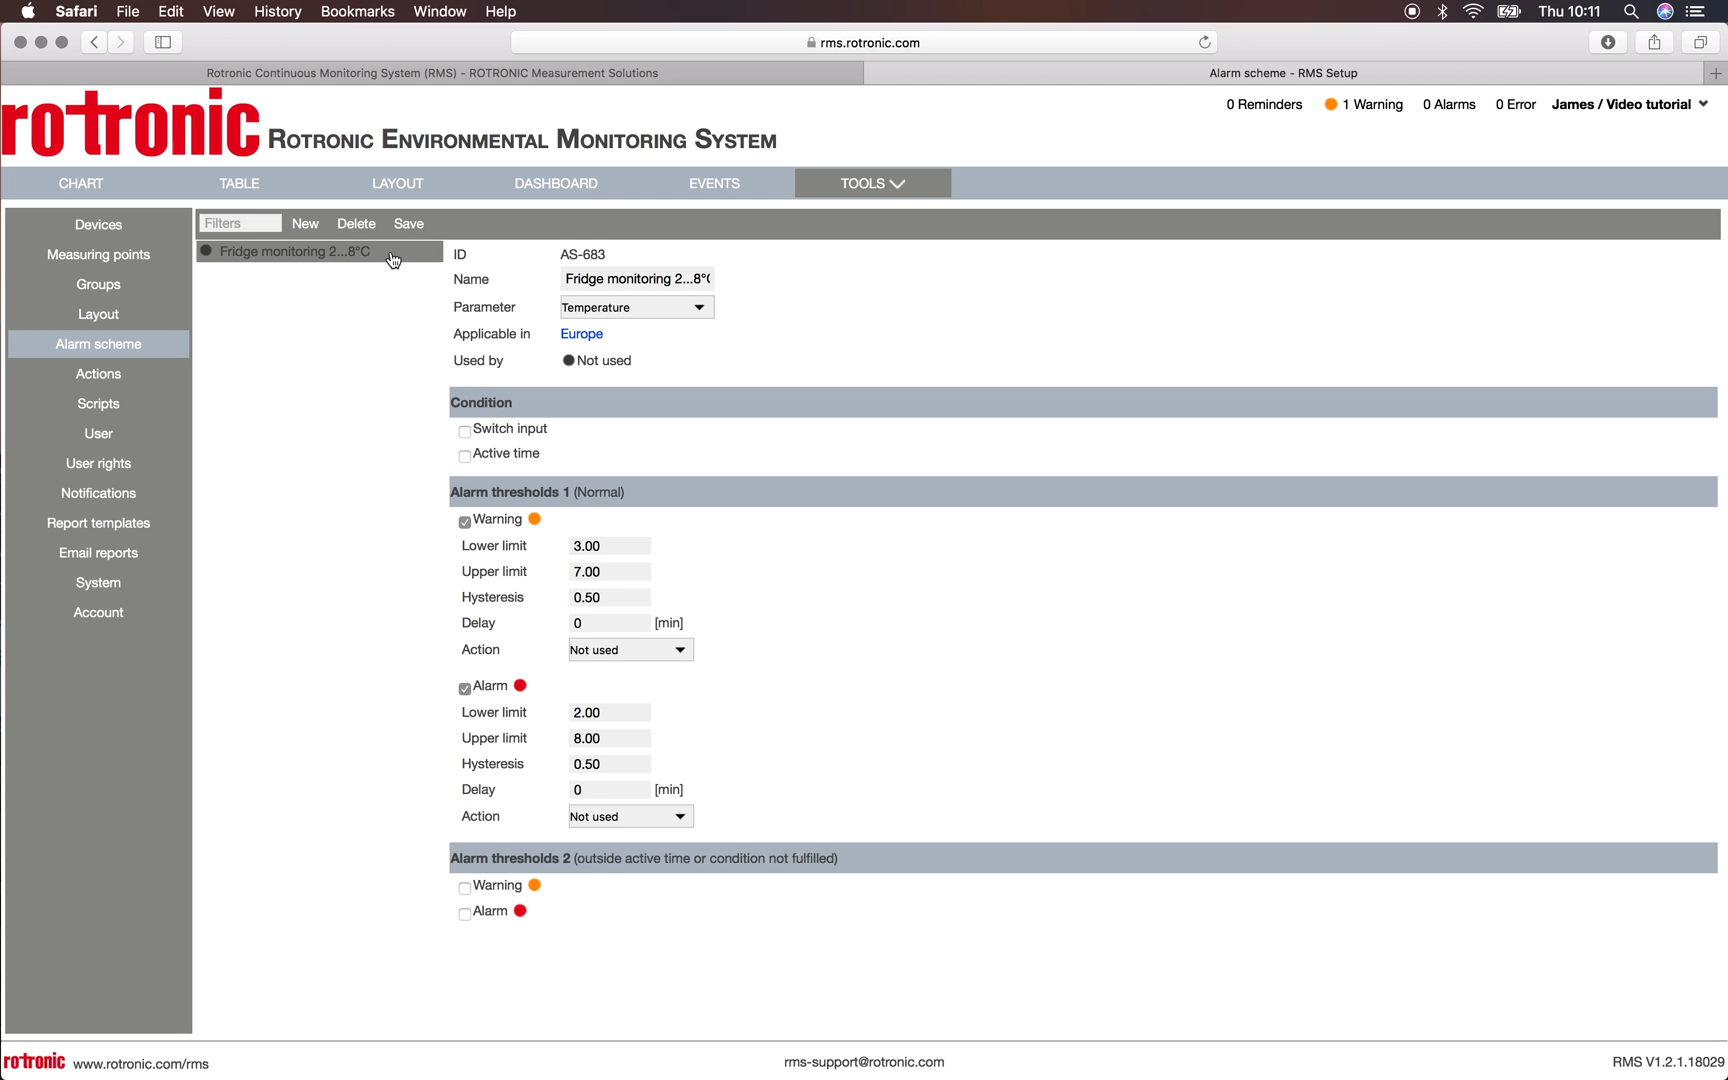 Safari File Edit View History Bookmarks Window Help Thu 10:11
rms.rotronic.com
Rotronic Continuous Monitoring System (RMS) - ROTRONIC Measurement Solutions
Alarm scheme - RMS Setup
rotronic ROTRONIC ENVIRONMENTAL MONITORING SYSTEM
0 Reminders 1 Warning 0 Alarms 0 Error James / Video tutorial
CHART TABLE LAYOUT DASHBOARD EVENTS TOOLS
Devices
Measuring points
Groups
Layout
Alarm scheme
Actions
Scripts
User
User rights
Notifications
Report templates
Email reports
System
Account
Filters New Delete Save
Fridge monitoring 2...8°C
ID AS-683
Name Fridge monitoring 2...8°(
Parameter Temperature
Applicable in Europe
Used by Not used
Condition
Switch input
Active time
Alarm thresholds 1 (Normal)
Warning
Lower limit 3.00
Upper limit 7.00
Hysteresis 0.50
Delay 0 [min]
Action Not used
Alarm
Lower limit 2.00
Upper limit 8.00
Hysteresis 0.50
Delay 0 [min]
Action Not used
Alarm thresholds 2 (outside active time or condition not fulfilled)
Warning
Alarm
rotronic www.rotronic.com/rms
rms-support@rotronic.com
RMS V1.2.1.18029